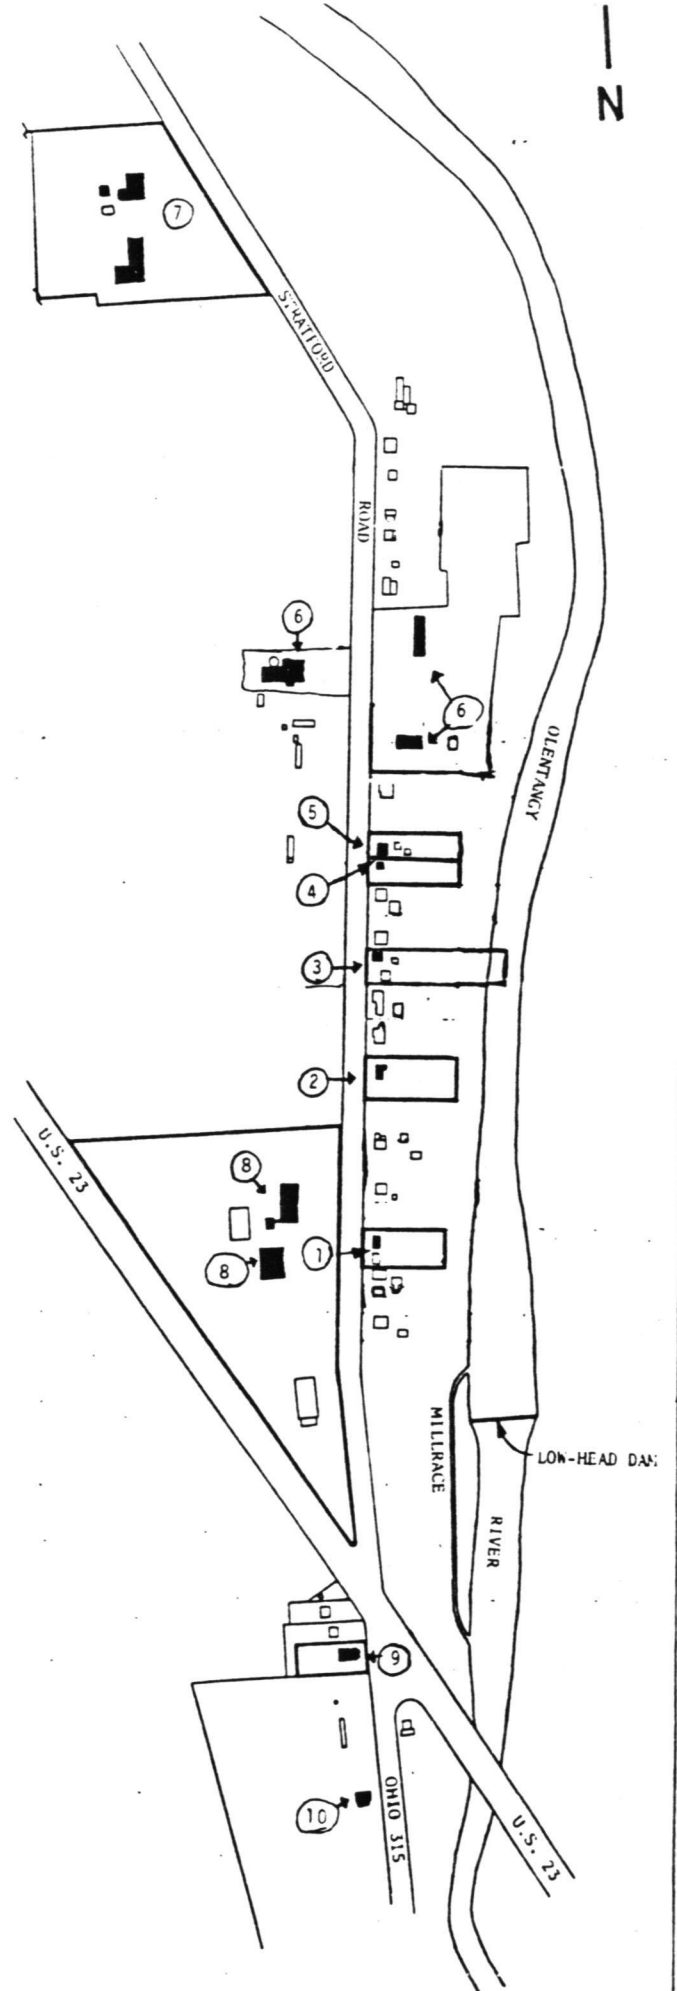 N
7
STRATFORD
ROAD
6
6
OLENTANGY
5
4
3
2
U.S. 23
8
8
1
MILLRACE
LOW-HEAD DAM
RIVER
9
OHIO 315
10
U.S. 23